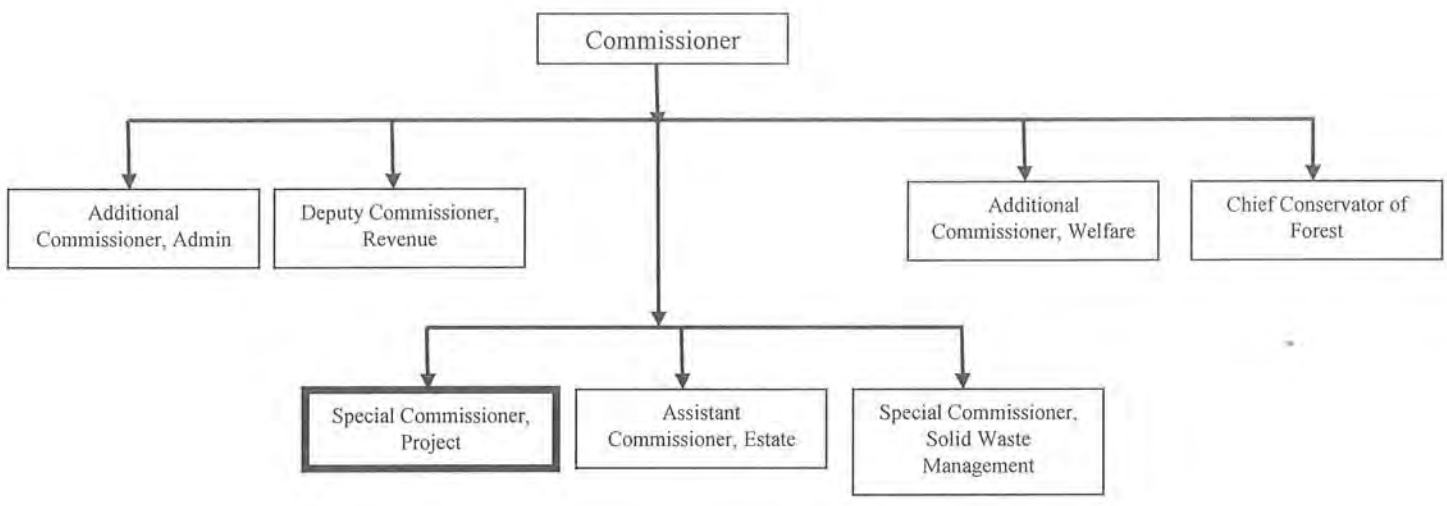 Commissioner
Additional
Commissioner, Admin
Deputy Commissioner,
Revenue
Additional
Commissioner, Welfare
Chief Conservator of
Forest
Special Commissioner,
Project
Assistant
Commissioner, Estate
Special Commissioner,
Solid Waste
Management